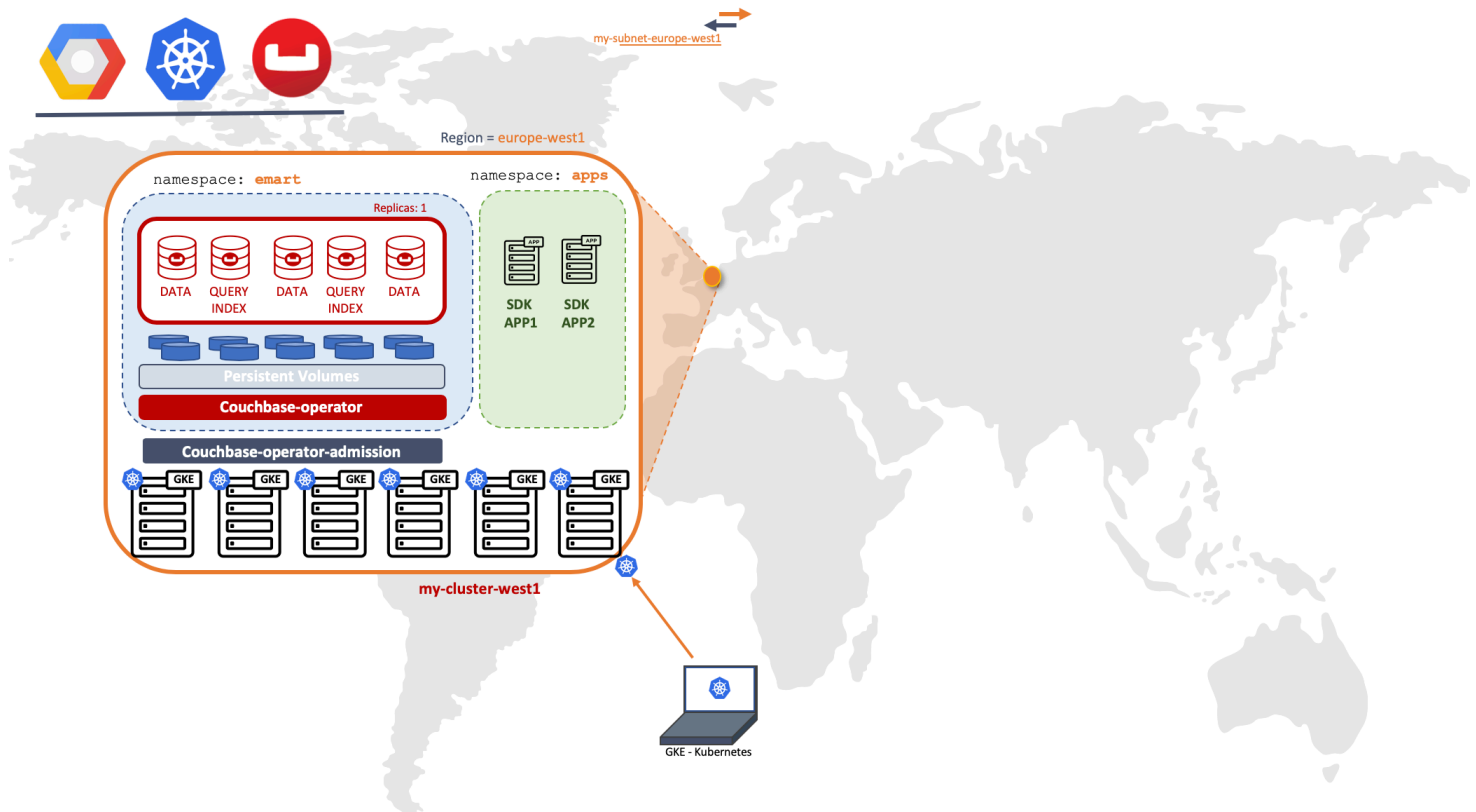 my-subnet-europe-west1
Region = europe-west1
namespace: emart
namespace: apps
Replicas: 1
APP
APP
DATA
QUERY
INDEX
DATA
QUERY
INDEX
DATA
SDK
APP1
SDK
APP2
Persistent Volumes
Couchbase-operator
Couchbase-operator-admission
GKE
GKE
GKE
GKE
GKE
GKE
my-cluster-west1
GKE - Kubernetes